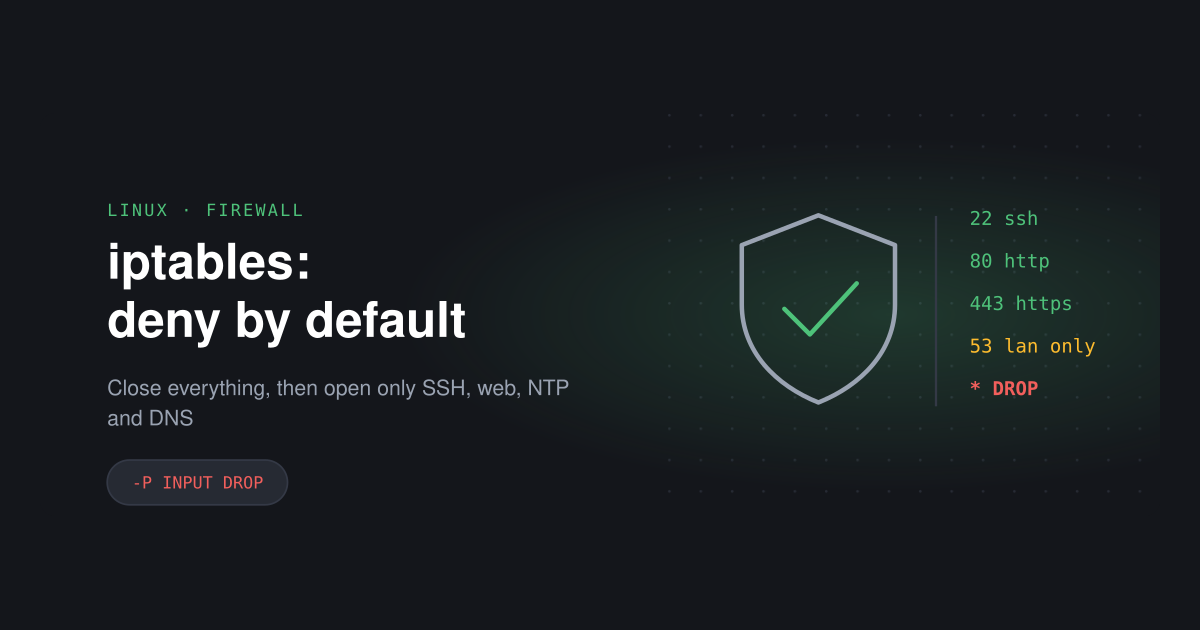 LINUX · FIREWALL
iptables:
deny by default
Close everything, then open only SSH, web, NTP
and DNS
-P INPUT DROP
22 ssh
80 http
443 https
53 lan only
* DROP